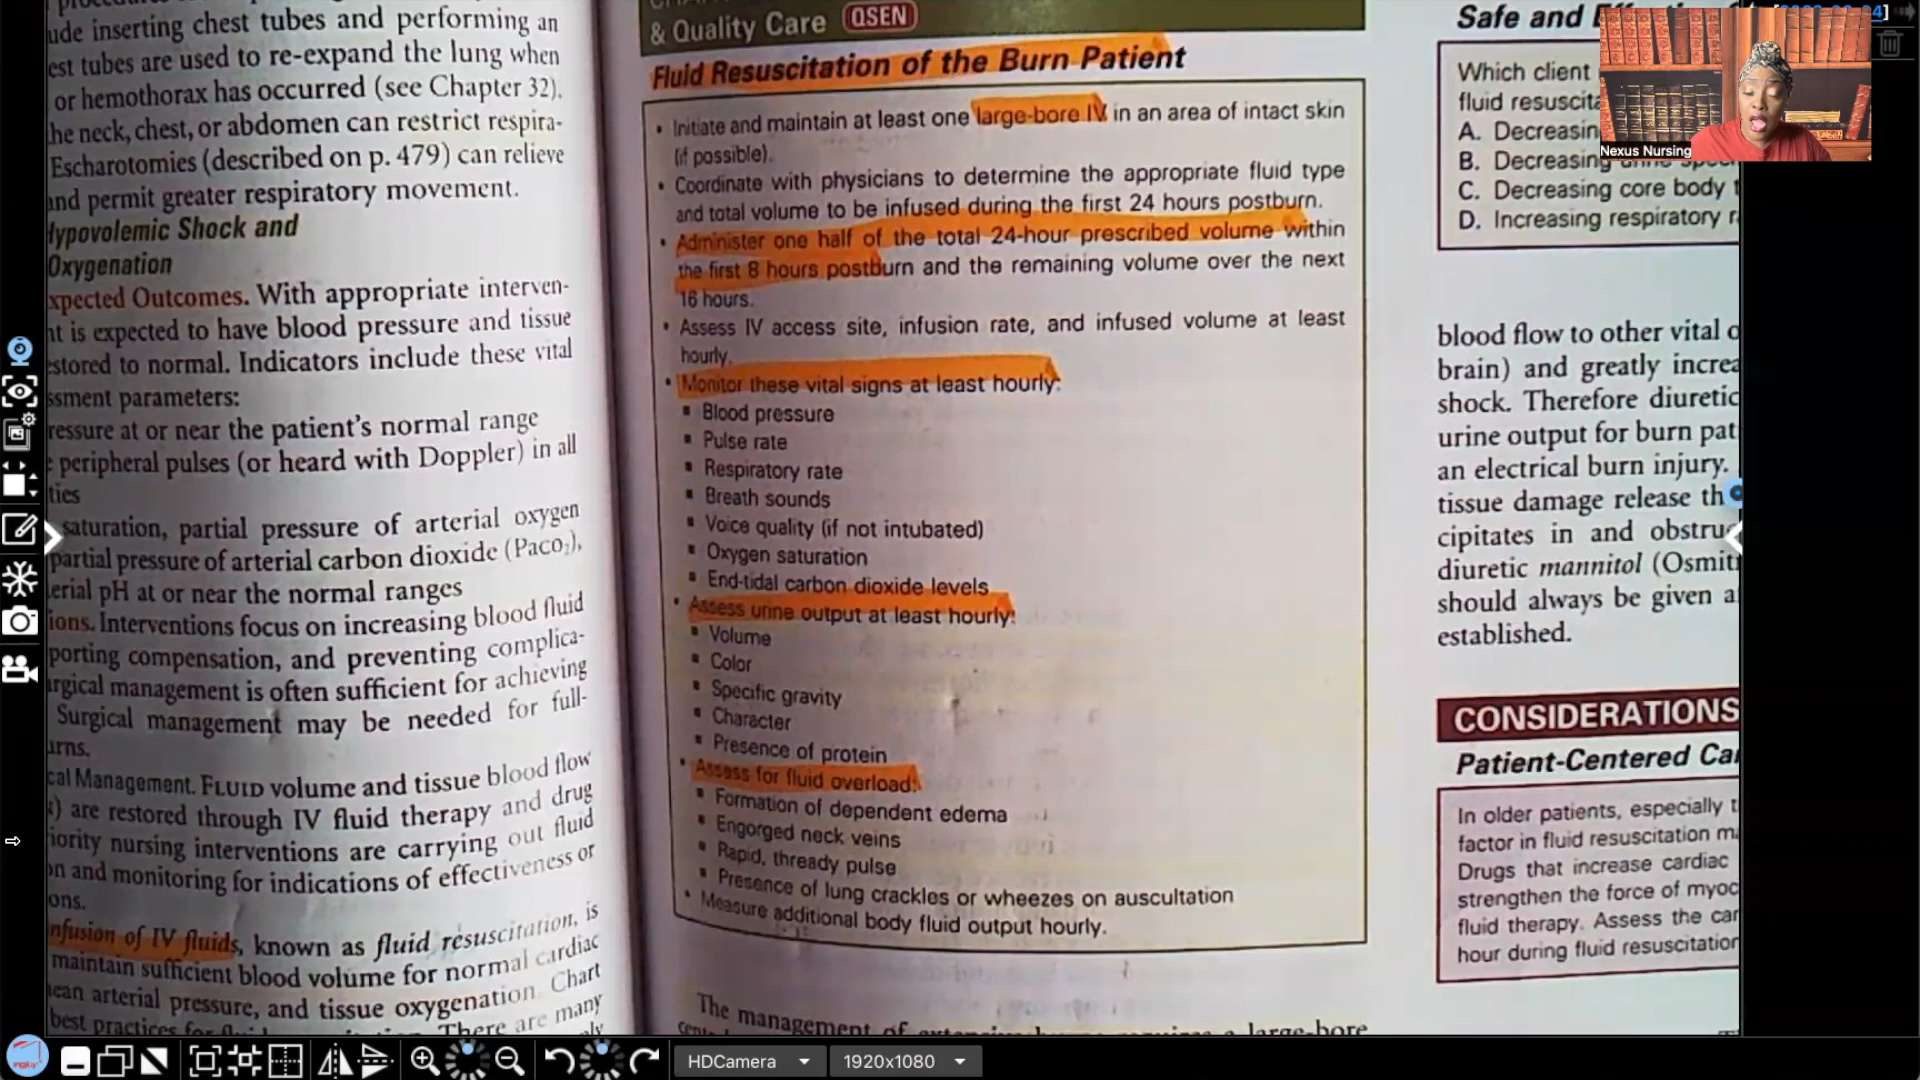 ude inserting chest tubes and performing an
est tubes are used to re-expand the lung when
or hemothorax has occurred (see Chapter 32).
he neck, chest, or abdomen can restrict respira-
Escharotomies (described on p. 479) can relieve
and permit greater respiratory movement.
Hypovolemic Shock and
Oxygenation
xpected Outcomes. With appropriate interven-
nt is expected to have blood pressure and tissue
estored to normal. Indicators include these vital
ssment parameters:
ressure at or near the patient's normal range
peripheral pulses (or heard with Doppler) in all
ties
saturation, partial pressure of arterial oxygen
partial pressure of arterial carbon dioxide (Paco₂),
erial pH at or near the normal ranges
ions. Interventions focus on increasing blood fluid
porting compensation, and preventing complica-
urgical management is often sufficient for achieving
Surgical management may be needed for full-
urns.
cal Management. FLUID volume and tissue blood flow
) are restored through IV fluid therapy and drug
iority nursing interventions are carrying out fluid
on and monitoring for indications of effectiveness or
ons.
nfusion of IV fluids, known as fluid resuscitation, is
maintain sufficient blood volume for normal cardiac
ean arterial pressure, and tissue oxygenation. Chart
best practices for There are many
& Quality Care QSEN
Fluid Resuscitation of the Burn Patient
• Initiate and maintain at least one large-bore IV in an area of intact skin
(if possible).
• Coordinate with physicians to determine the appropriate fluid type
and total volume to be infused during the first 24 hours postburn.
• Administer one half of the total 24-hour prescribed volume within
the first 8 hours postburn and the remaining volume over the next
16 hours.
• Assess IV access site, infusion rate, and infused volume at least
hourly.
• Monitor these vital signs at least hourly:
▪ Blood pressure
▪ Pulse rate
▪ Respiratory rate
▪ Breath sounds
▪ Voice quality (if not intubated)
▪ Oxygen saturation
▪ End-tidal carbon dioxide levels
• Assess urine output at least hourly:
▪ Volume
▪ Color
▪ Specific gravity
▪ Character
▪ Presence of protein
• Assess for fluid overload:
▪ Formation of dependent edema
▪ Engorged neck veins
▪ Rapid, thready pulse
▪ Presence of lung crackles or wheezes on auscultation
• Measure additional body fluid output hourly.
The management of extensive burns requires a large-bore
Safe and
Which client
fluid resuscita
A. Decreasin
B. Decreasing urine
C. Decreasing core body t
D. Increasing respiratory r
blood flow to other vital o
brain) and greatly increa
shock. Therefore diuretic
urine output for burn pat
an electrical burn injury.
tissue damage release th
cipitates in and obstru
diuretic mannitol (Osmit
should always be given a
established.
CONSIDERATIONS
Patient-Centered Car
In older patients, especially t
factor in fluid resuscitation ma
Drugs that increase cardiac
strengthen the force of myoc
fluid therapy. Assess the car
hour during fluid resuscitation
Nexus Nursing
HDCamera
1920x1080